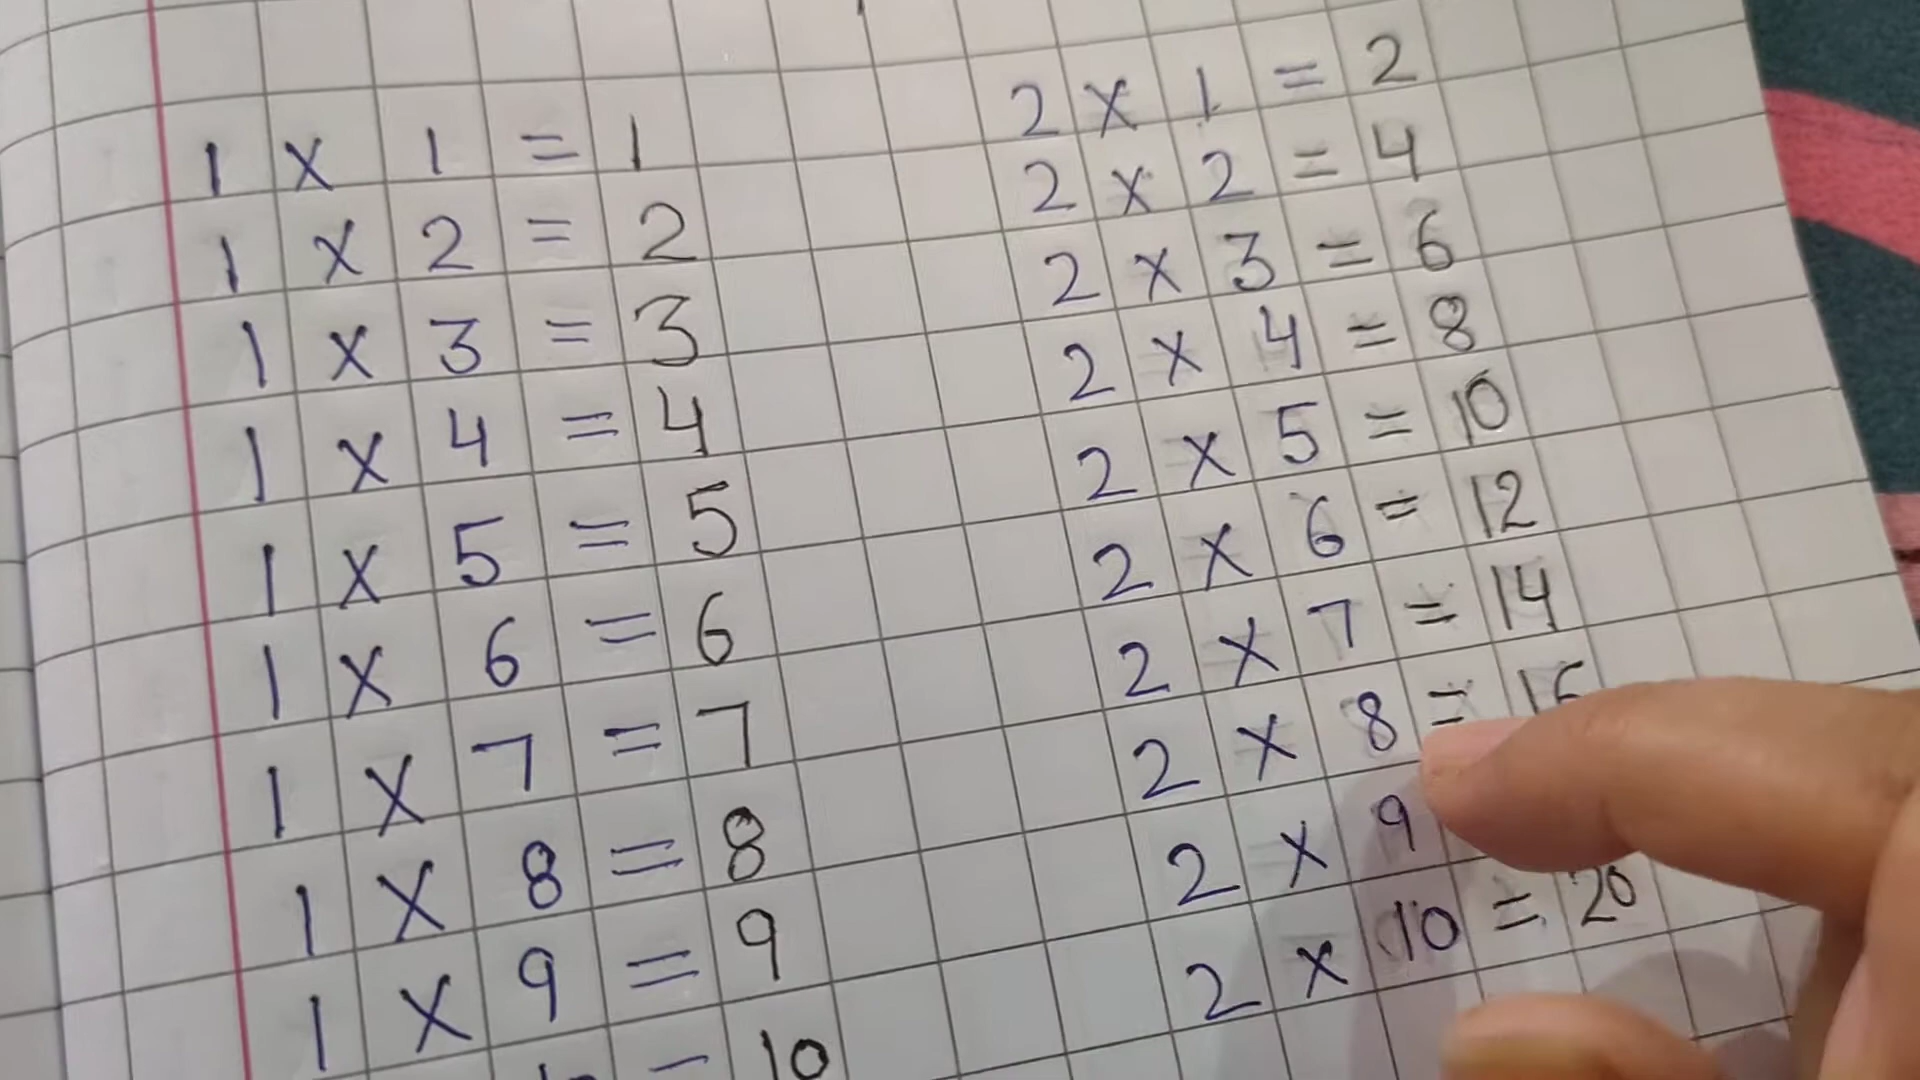 1 x 1 = 1
1 x 2 = 2
1 x 3 = 3
1 x 4 = 4
1 x 5 = 5
1 x 6 = 6
1 x 7 = 7
1 x 8 = 8
1 x 9 = 9
= 10
2 x 1 = 2
2 x 2 = 4
2 x 3 = 6
2 x 4 = 8
2 x 5 = 10
2 x 6 = 12
2 x 7 = 14
2 x 8 = 16
2 x 9
2 x 10 = 20